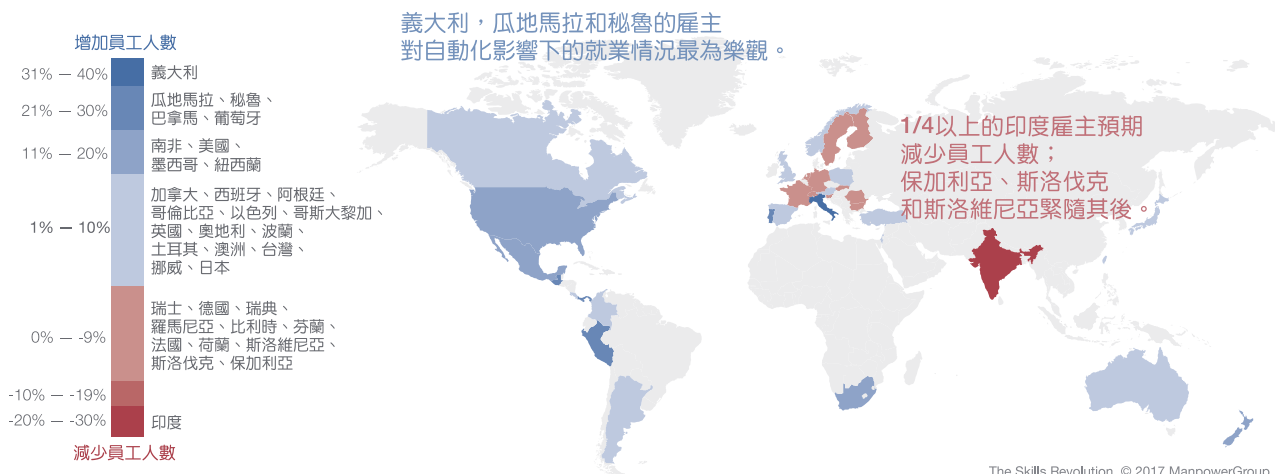 義大利，瓜地馬拉和秘魯的雇主
對自動化影響下的就業情況最為樂觀。
增加員工人數
31% — 40%
義大利
21% — 30%
瓜地馬拉、秘魯、
巴拿馬、葡萄牙
11% — 20%
南非、美國、
墨西哥、紐西蘭
1% — 10%
加拿大、西班牙、阿根廷、
哥倫比亞、以色列、哥斯大黎加、
英國、奧地利、波蘭、
土耳其、澳洲、台灣、
挪威、日本
0% — -9%
瑞士、德國、瑞典、
羅馬尼亞、比利時、芬蘭、
法國、荷蘭、斯洛維尼亞、
斯洛伐克、保加利亞
-10% — -19%
-20% — -30%
印度
減少員工人數
1/4以上的印度雇主預期
減少員工人數；
保加利亞、斯洛伐克
和斯洛維尼亞緊隨其後。
The Skills Revolution © 2017 ManpowerGroup